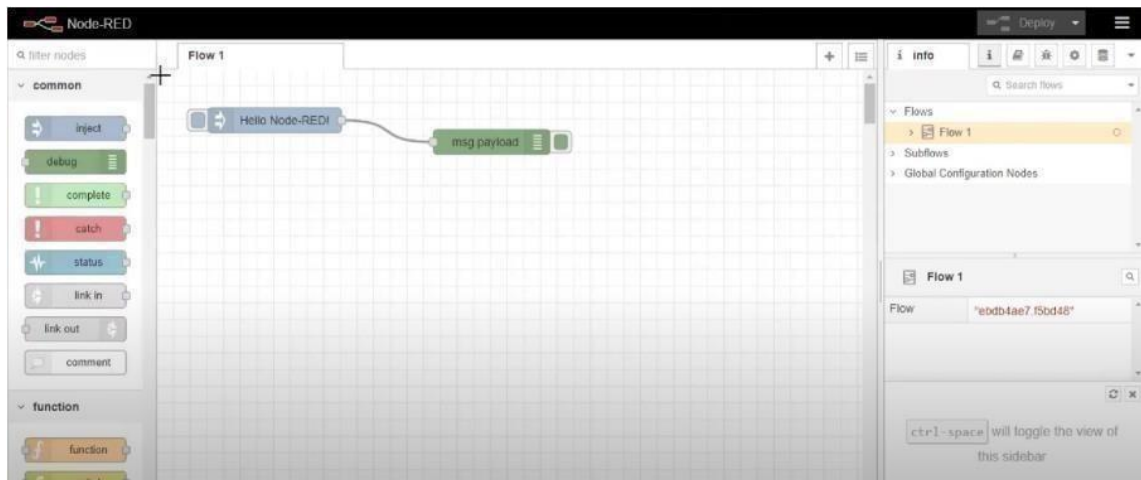 Node-RED
Deploy
filter nodes
Flow 1
common
inject
debug
complete
catch
status
link in
link out
comment
function
function
Hello Node-RED!
msg.payload
i info
i
Search flows
Flows
Flow 1
Subflows
Global Configuration Nodes
Flow 1
Flow "ebdb4ae7.f5bd48"
ctrl-space will toggle the view of
this sidebar